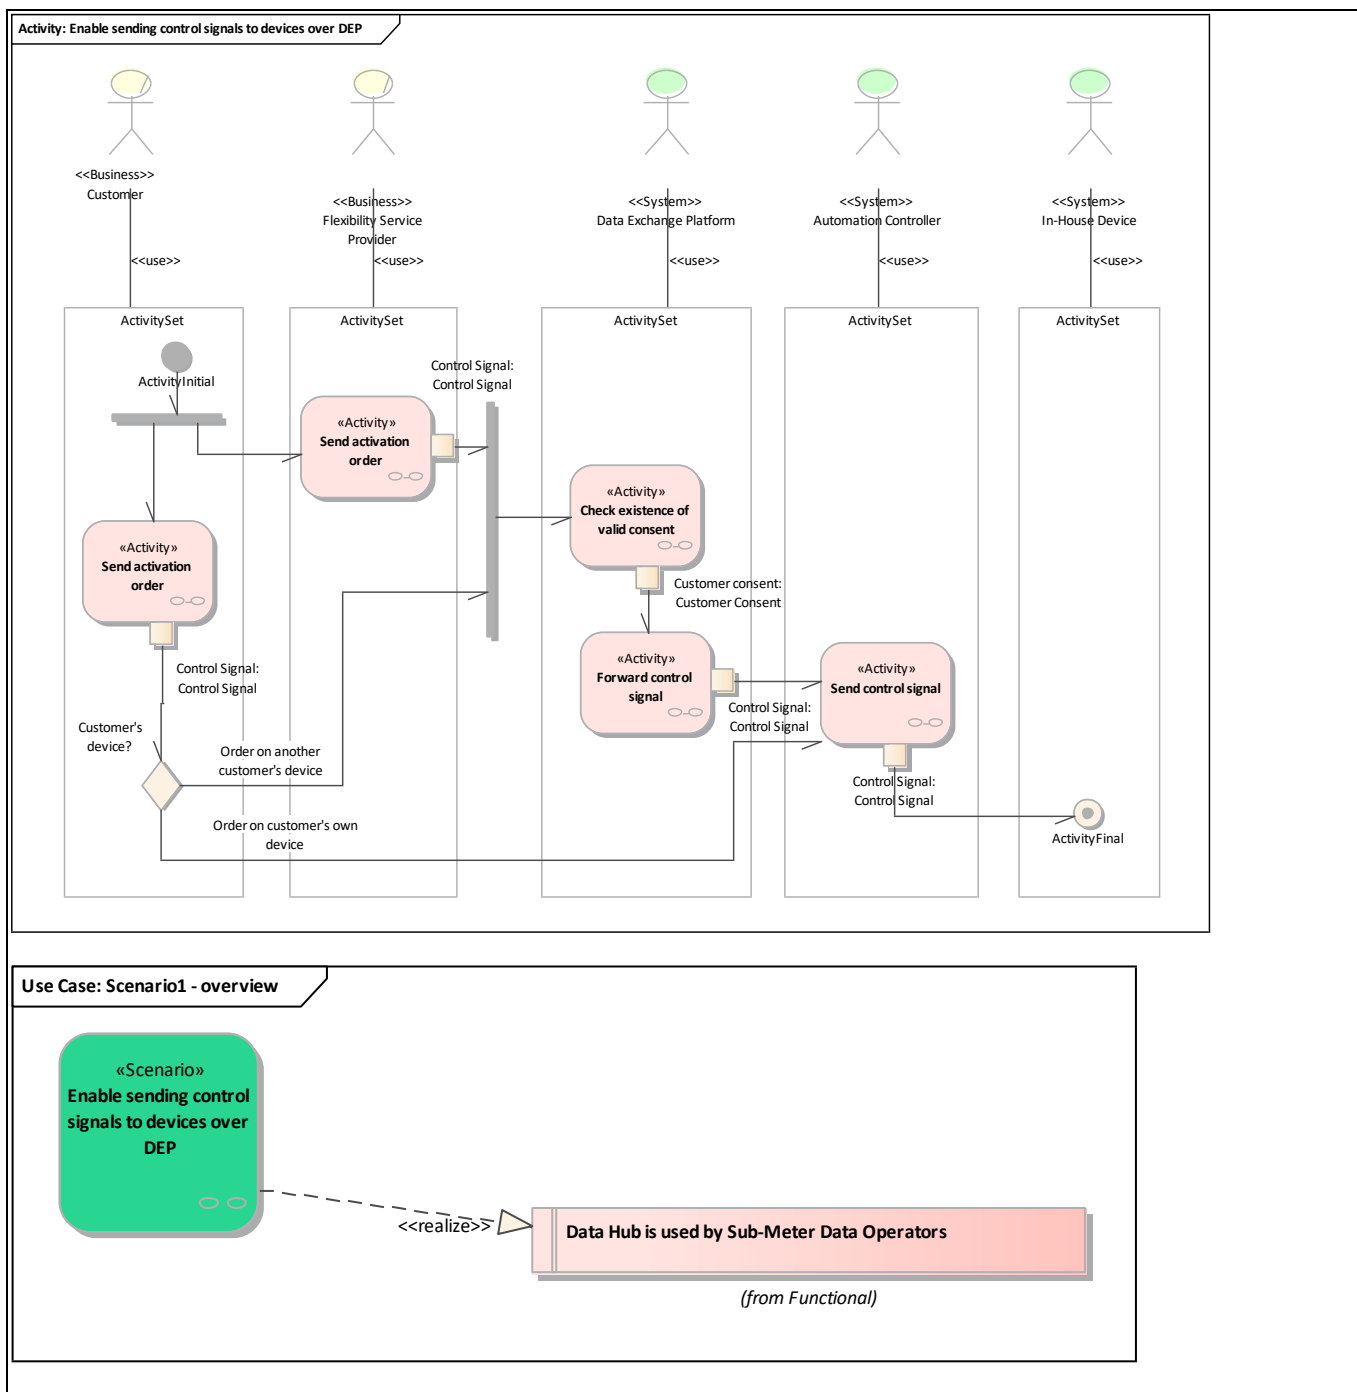 Activity: Enable sending control signals to devices over DEP
<<Business>>
Customer
<<use>>
<<Business>>
Flexibility Service
Provider
<<use>>
<<System>>
Data Exchange Platform
<<use>>
<<System>>
Automation Controller
<<use>>
<<System>>
In-House Device
<<use>>
ActivitySet
ActivitySet
ActivitySet
ActivitySet
ActivitySet
ActivityInitial
Control Signal:
Control Signal
«Activity»
Send activation
order
«Activity»
Check existence of
valid consent
«Activity»
Send activation
order
Customer consent:
Customer Consent
Control Signal:
Control Signal
«Activity»
Forward control
signal
«Activity»
Send control signal
Control Signal:
Control Signal
Customer's
device?
Order on another
customer's device
Control Signal:
Control Signal
Order on customer's own
device
ActivityFinal
Use Case: Scenario1 - overview
«Scenario»
Enable sending control
signals to devices over
DEP
<<realize>>
Data Hub is used by Sub-Meter Data Operators
(from Functional)